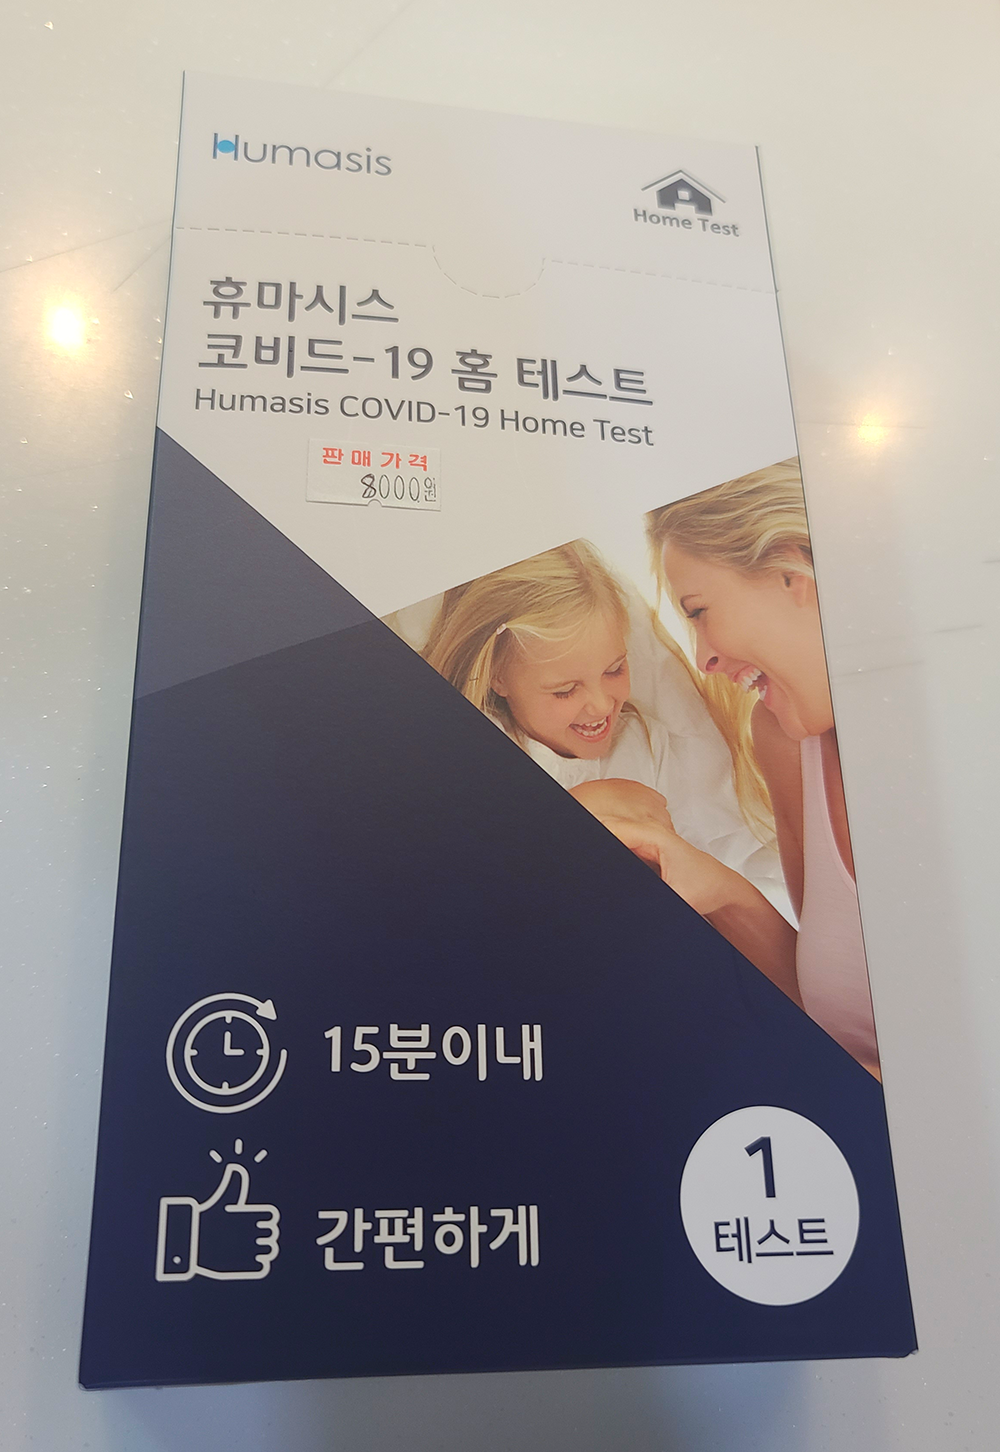 Humasis
Home Test
휴마시스
코비드-19 홈 테스트
Humasis COVID-19 Home Test
판매가격
8000원
15분이내
간편하게
1
테스트